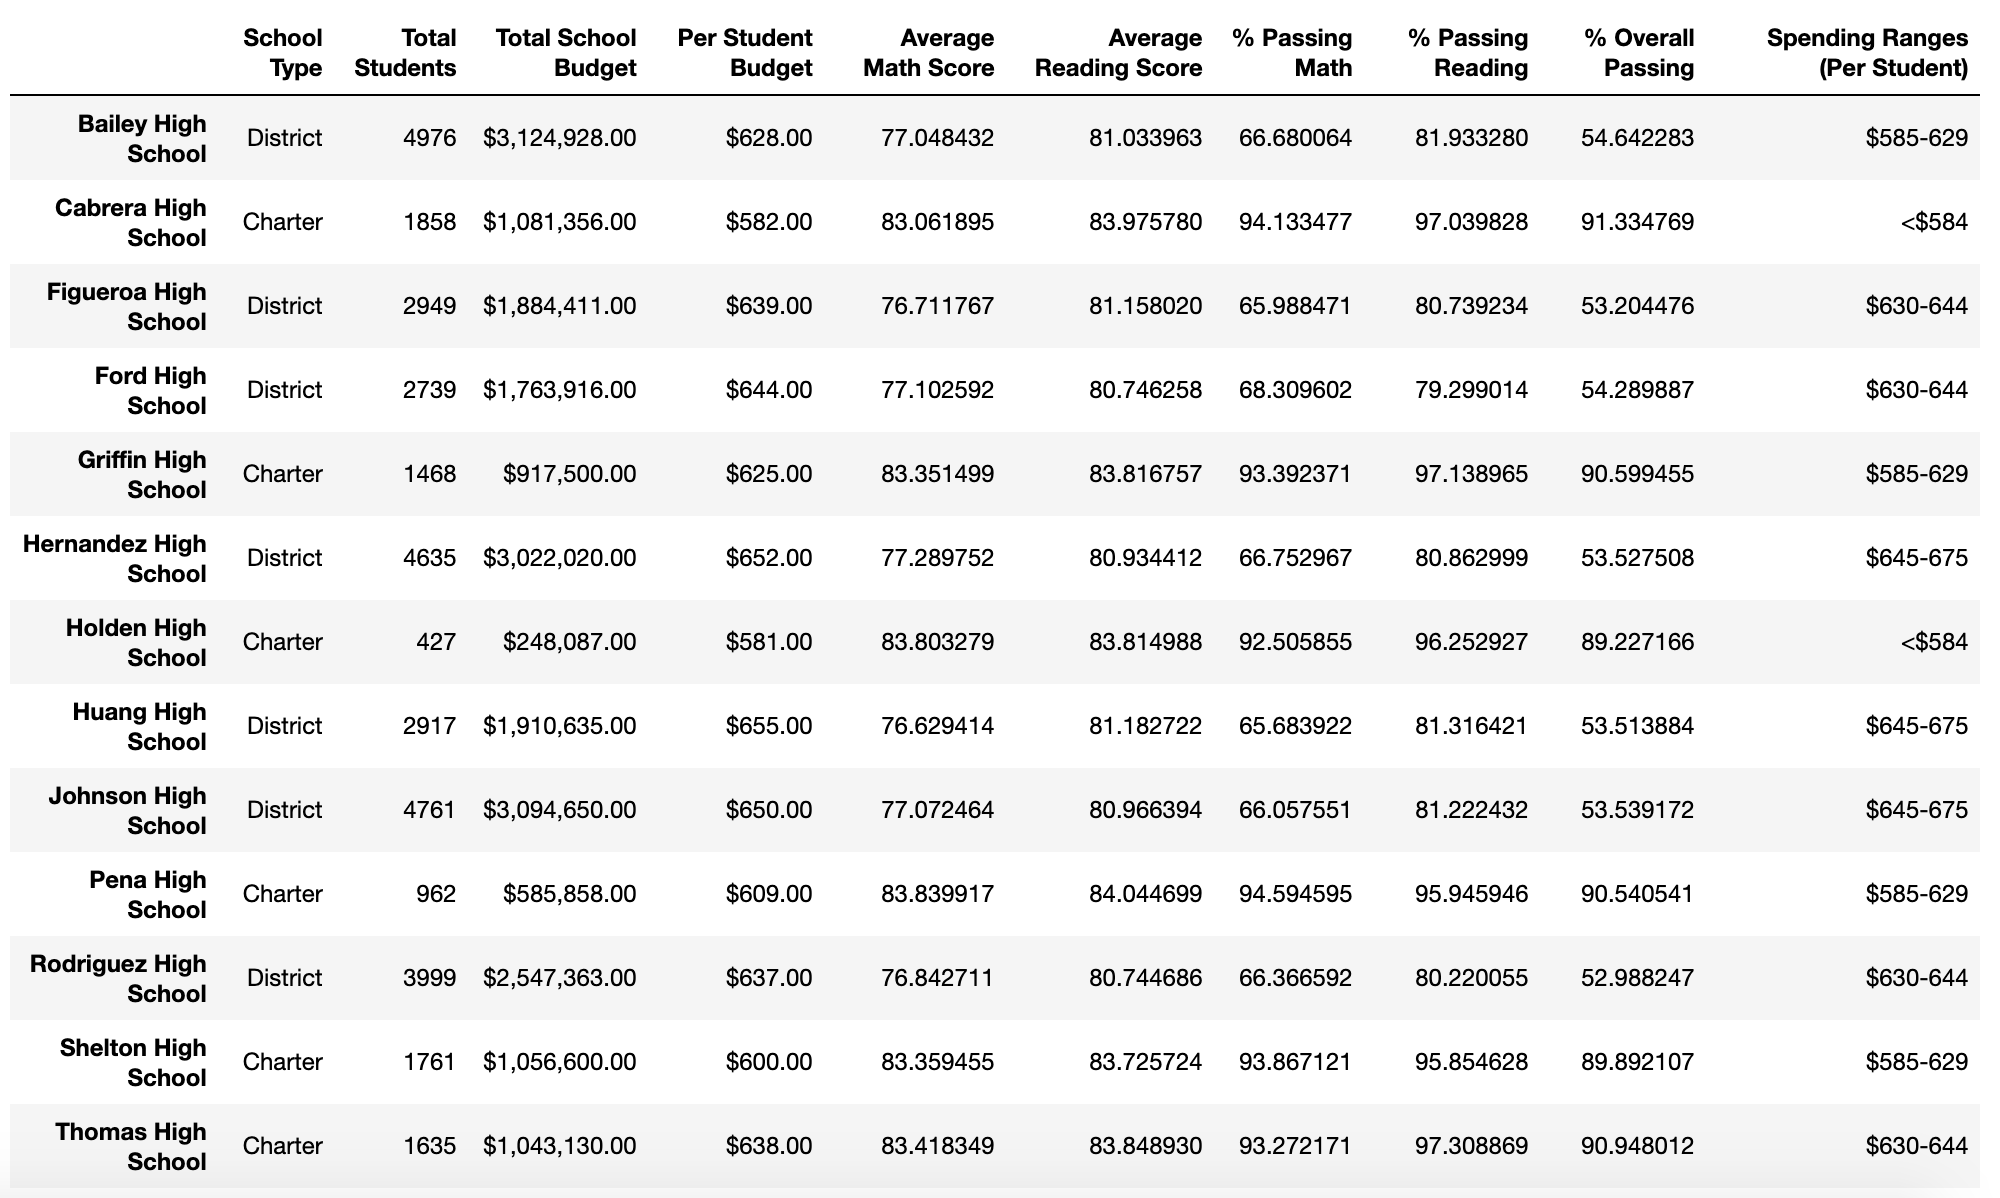 School Type Total Students Total School Budget Per Student Budget Average Math Score Average Reading Score % Passing Math % Passing Reading % Overall Passing Spending Ranges (Per Student)
Bailey High School District 4976 $3,124,928.00 $628.00 77.048432 81.033963 66.680064 81.933280 54.642283 $585-629
Cabrera High School Charter 1858 $1,081,356.00 $582.00 83.061895 83.975780 94.133477 97.039828 91.334769 <$584
Figueroa High School District 2949 $1,884,411.00 $639.00 76.711767 81.158020 65.988471 80.739234 53.204476 $630-644
Ford High School District 2739 $1,763,916.00 $644.00 77.102592 80.746258 68.309602 79.299014 54.289887 $630-644
Griffin High School Charter 1468 $917,500.00 $625.00 83.351499 83.816757 93.392371 97.138965 90.599455 $585-629
Hernandez High School District 4635 $3,022,020.00 $652.00 77.289752 80.934412 66.752967 80.862999 53.527508 $645-675
Holden High School Charter 427 $248,087.00 $581.00 83.803279 83.814988 92.505855 96.252927 89.227166 <$584
Huang High School District 2917 $1,910,635.00 $655.00 76.629414 81.182722 65.683922 81.316421 53.513884 $645-675
Johnson High School District 4761 $3,094,650.00 $650.00 77.072464 80.966394 66.057551 81.222432 53.539172 $645-675
Pena High School Charter 962 $585,858.00 $609.00 83.839917 84.044699 94.594595 95.945946 90.540541 $585-629
Rodriguez High School District 3999 $2,547,363.00 $637.00 76.842711 80.744686 66.366592 80.220055 52.988247 $630-644
Shelton High School Charter 1761 $1,056,600.00 $600.00 83.359455 83.725724 93.867121 95.854628 89.892107 $585-629
Thomas High School Charter 1635 $1,043,130.00 $638.00 83.418349 83.848930 93.272171 97.308869 90.948012 $630-644